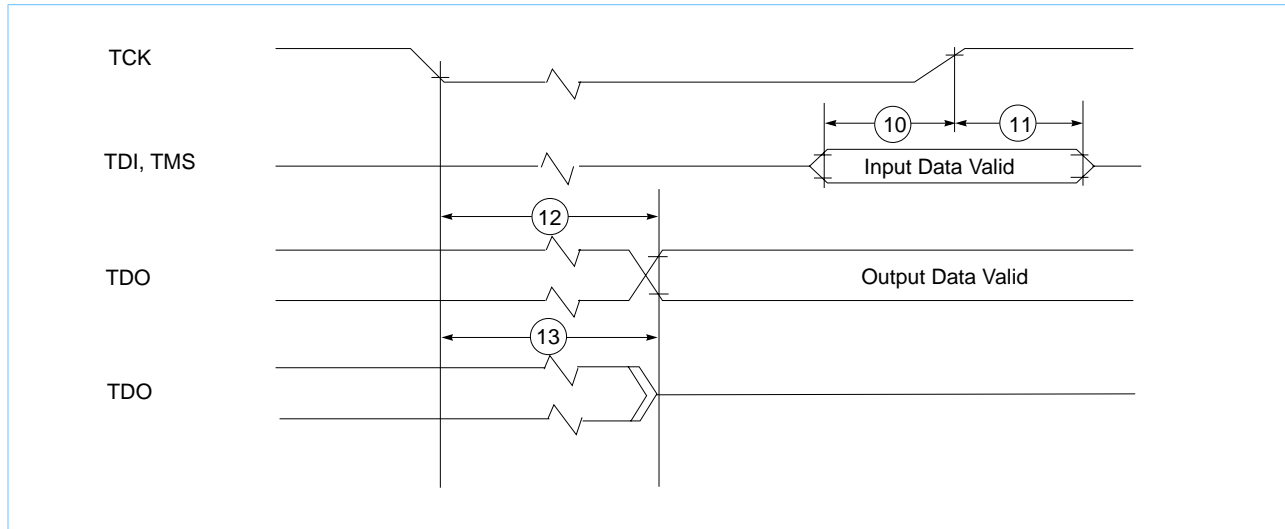 TCK
10
11
TDI, TMS
Input Data Valid
12
TDO
Output Data Valid
13
TDO